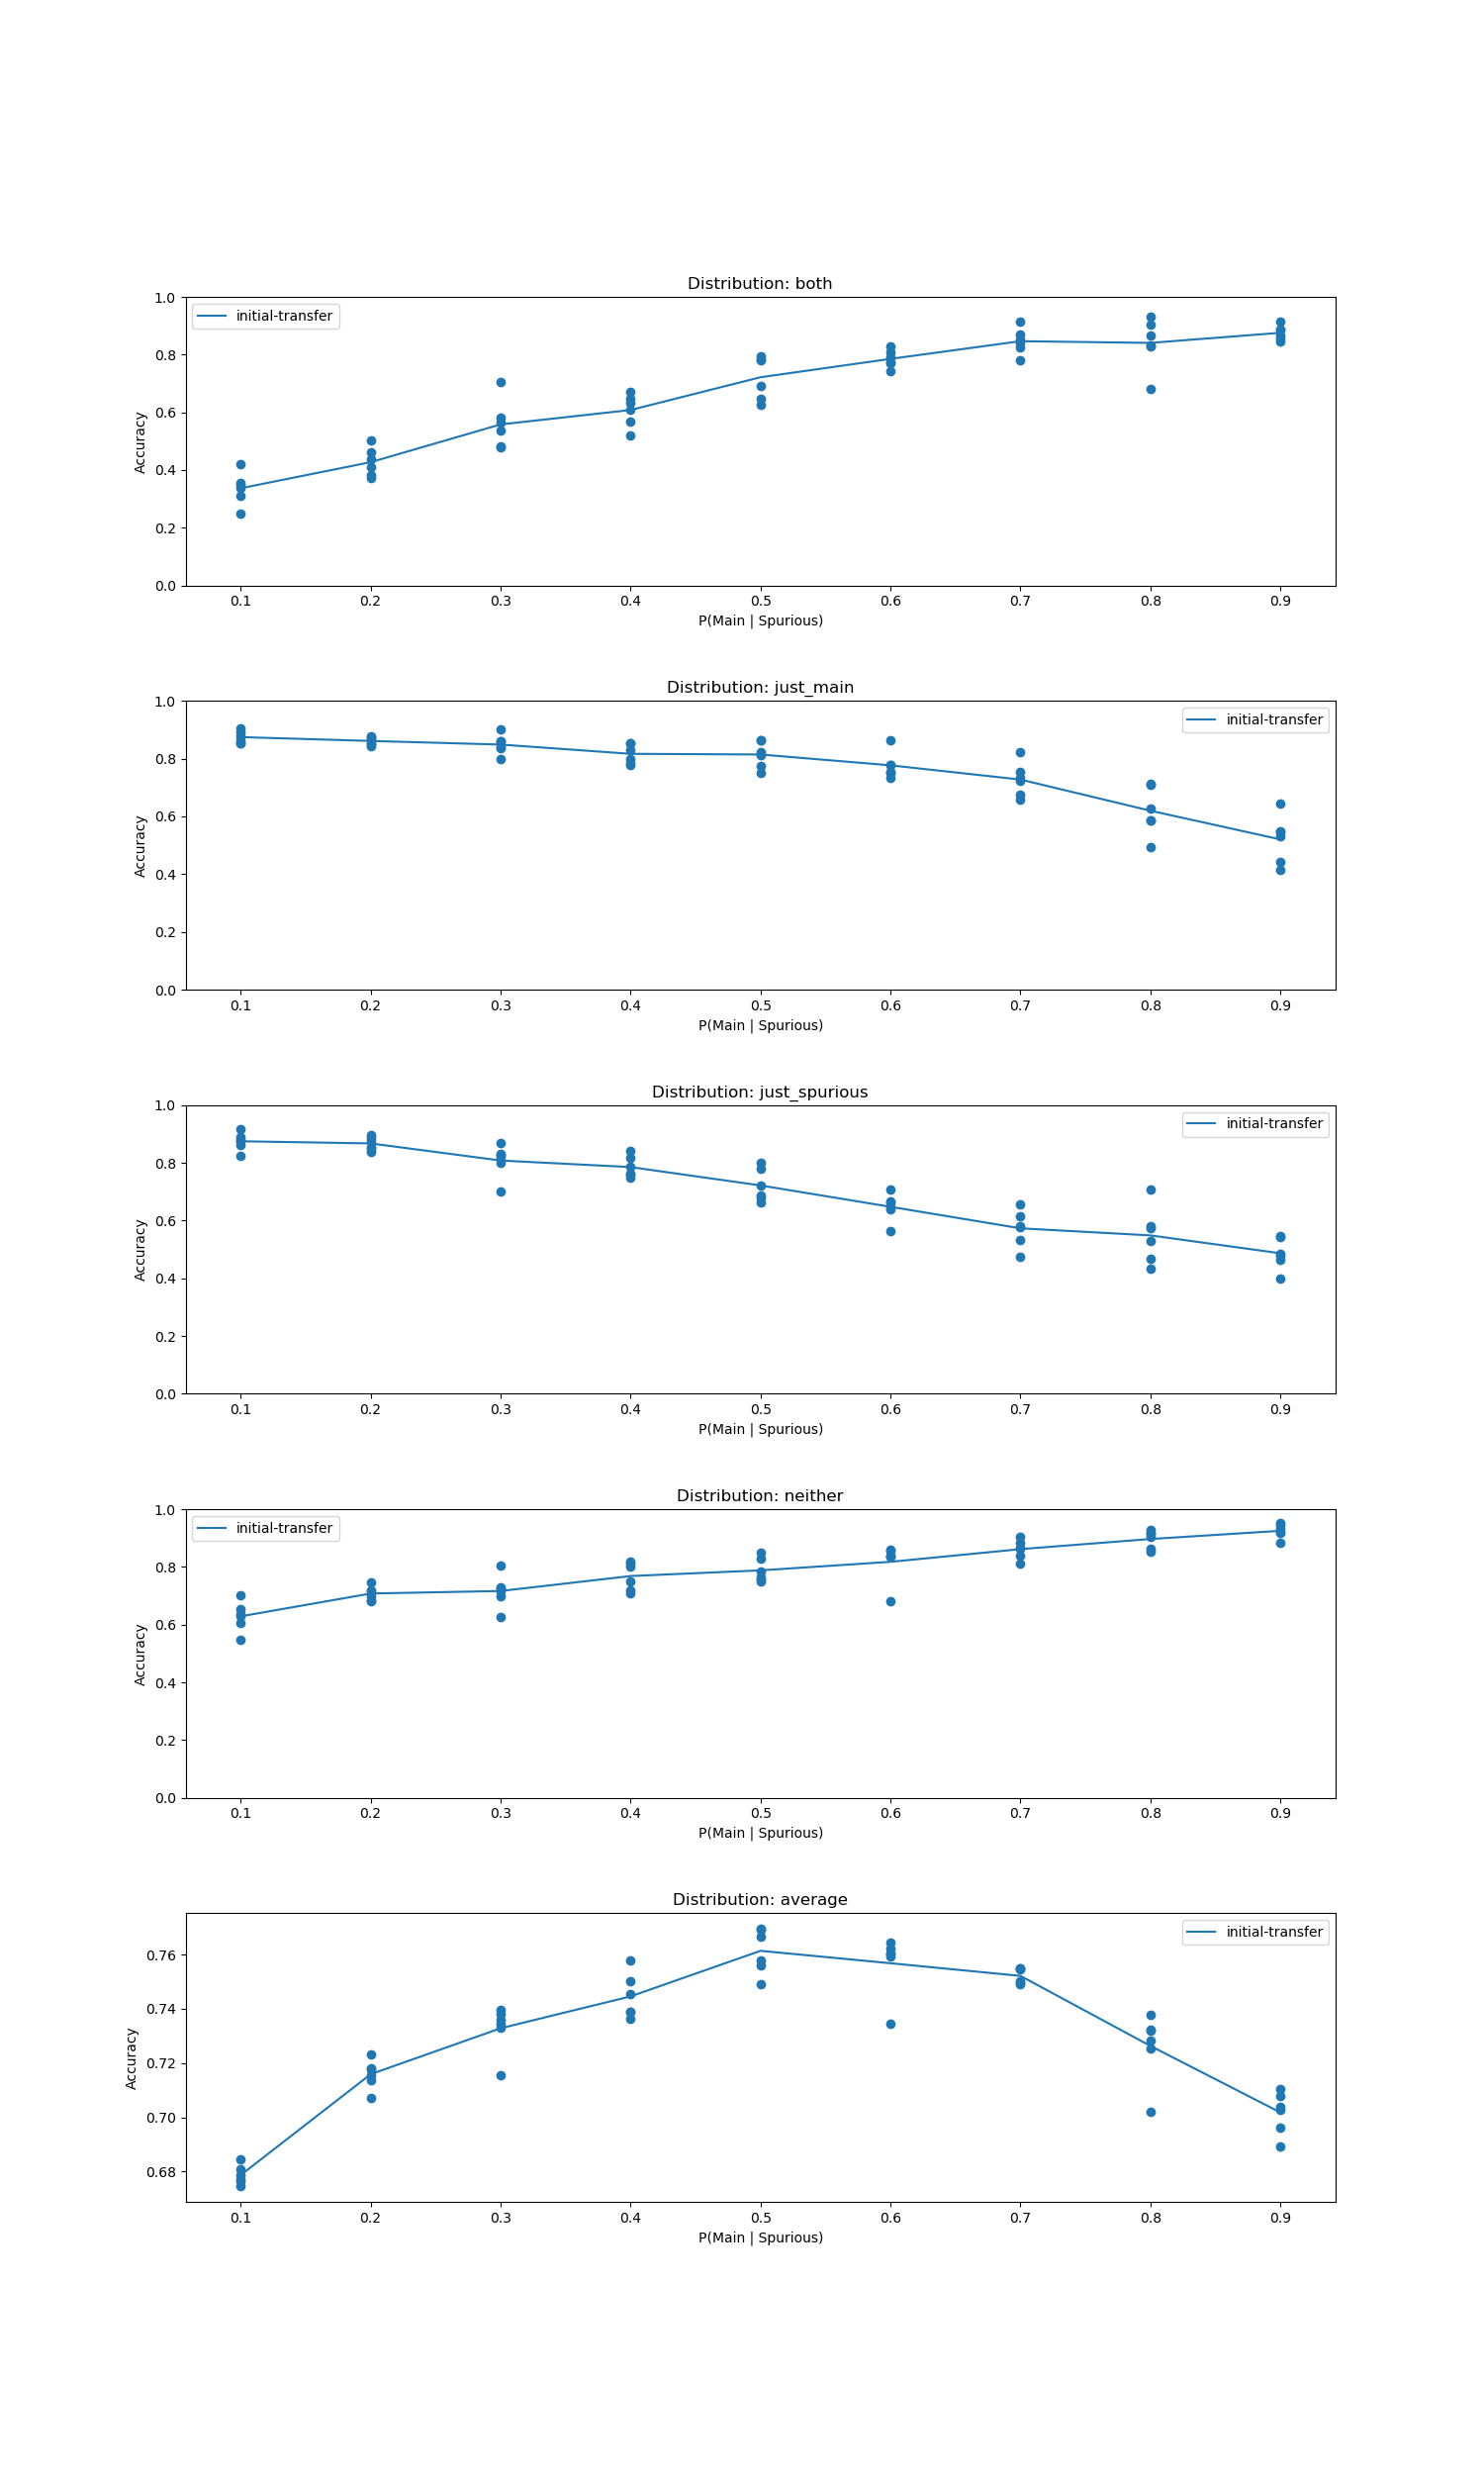 Distribution: both
1.0
initial-transfer
0.8
0.6
Accuracy
0.4
0.2
0.0
0.1 0.2 0.3 0.4 0.5 0.6 0.7 0.8 0.9
P(Main | Spurious)
Distribution: just_main
1.0
initial-transfer
0.8
0.6
Accuracy
0.4
0.2
0.0
0.1 0.2 0.3 0.4 0.5 0.6 0.7 0.8 0.9
P(Main | Spurious)
Distribution: just_spurious
1.0
initial-transfer
0.8
0.6
Accuracy
0.4
0.2
0.0
0.1 0.2 0.3 0.4 0.5 0.6 0.7 0.8 0.9
P(Main | Spurious)
Distribution: neither
1.0
initial-transfer
0.8
0.6
Accuracy
0.4
0.2
0.0
0.1 0.2 0.3 0.4 0.5 0.6 0.7 0.8 0.9
P(Main | Spurious)
Distribution: average
initial-transfer
0.76
0.74
0.72
Accuracy
0.70
0.68
0.1 0.2 0.3 0.4 0.5 0.6 0.7 0.8 0.9
P(Main | Spurious)